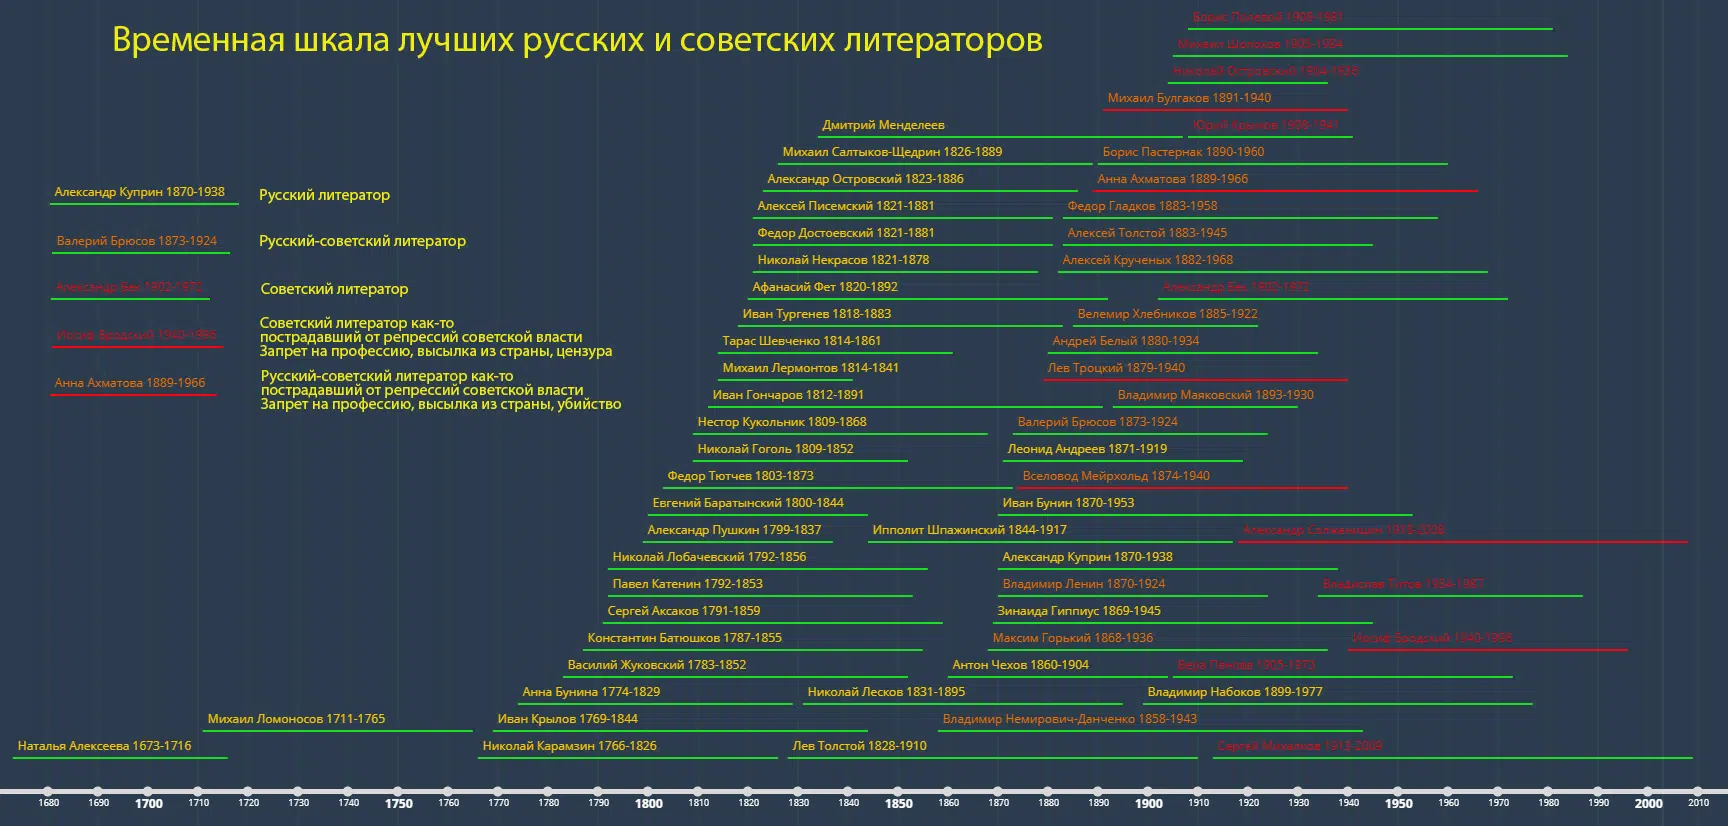 Временная шкала лучших русских и советских литераторов
Борис Полевой 1908-1981
Михаил Шолохов 1905-1984
Николай Островский 1904-1936
Михаил Булгаков 1891-1940
Дмитрий Менделеев
Юрий Крымов 1908-1941
Михаил Салтыков-Щедрин 1826-1889
Борис Пастернак 1890-1960
Александр Островский 1823-1886
Анна Ахматова 1889-1966
Александр Куприн 1870-1938
Русский литератор
Алексей Писемский 1821-1881
Федор Гладков 1883-1958
Федор Достоевский 1821-1881
Алексей Толстой 1883-1945
Валерий Брюсов 1873-1924
Русский-советский литератор
Николай Некрасов 1821-1878
Алексей Крученых 1882-1968
Александр Бек 1902-1972
Советский литератор
Афанасий Фет 1820-1892
Александр Бек 1902-1972
Иван Тургенев 1818-1883
Велемир Хлебников 1885-1922
Иосиф Бродский 1940-1996
Советский литератор как-то
пострадавший от репрессий советской власти
Запрет на профессию, высылка из страны, цензура
Тарас Шевченко 1814-1861
Андрей Белый 1880-1934
Михаил Лермонтов 1814-1841
Лев Троцкий 1879-1940
Анна Ахматова 1889-1966
Русский-советский литератор как-то
пострадавший от репрессий советской власти
Запрет на профессию, высылка из страны, убийство
Иван Гончаров 1812-1891
Владимир Маяковский 1893-1930
Нестор Кукольник 1809-1868
Валерий Брюсов 1873-1924
Николай Гоголь 1809-1852
Леонид Андреев 1871-1919
Федор Тютчев 1803-1873
Вселовод Мейрхольд 1874-1940
Евгений Баратынский 1800-1844
Иван Бунин 1870-1953
Александр Пушкин 1799-1837
Ипполит Шпажинский 1844-1917
Александр Солженицин
Николай Лобачевский 1792-1856
Александр Куприн 1870-1938
Павел Катенин 1792-1853
Владимир Ленин 1870-1924
Владислав Титов 1934-1987
Сергей Аксаков 1791-1859
Зинаида Гиппиус 1869-1945
Константин Батюшков 1787-1855
Максим Горький 1868-1936
Иосиф Бродский 1940-1996
Василий Жуковский 1783-1852
Антон Чехов 1860-1904
Вера Панова 1905-1973
Анна Бунина 1774-1829
Николай Лесков 1831-1895
Владимир Набоков 1899-1977
Михаил Ломоносов 1711-1765
Иван Крылов 1769-1844
Владимир Немирович-Данченко 1858-1943
Наталья Алексеева 1673-1716
Николай Карамзин 1766-1826
Лев Толстой 1828-1910
Сергей Михалков 1913-2009
1680 1690 1700 1710 1720 1730 1740 1750 1760 1770 1780 1790 1800 1810 1820 1830 1840 1850 1860 1870 1880 1890 1900 1910 1920 1930 1940 1950 1960 1970 1980 1990 2000 2010